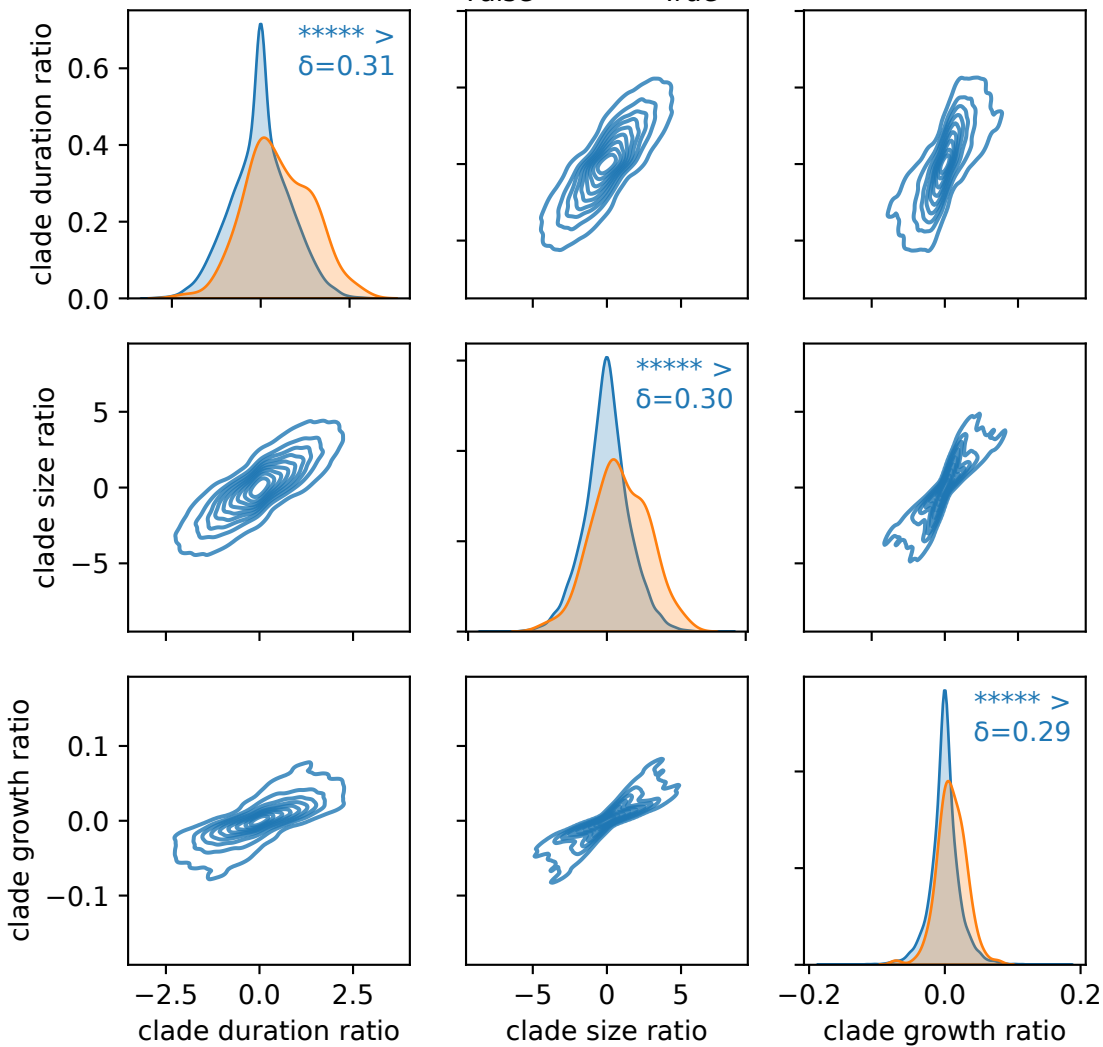 clade duration ratio
0.6
0.4
0.2
0.0
***** >
δ=0.31
clade size ratio
5
0
−5
***** >
δ=0.30
clade growth ratio
0.1
0.0
−0.1
***** >
δ=0.29
−2.5 0.0 2.5 −5 0 5 −0.2 0.0 0.2
clade duration ratio clade size ratio clade growth ratio